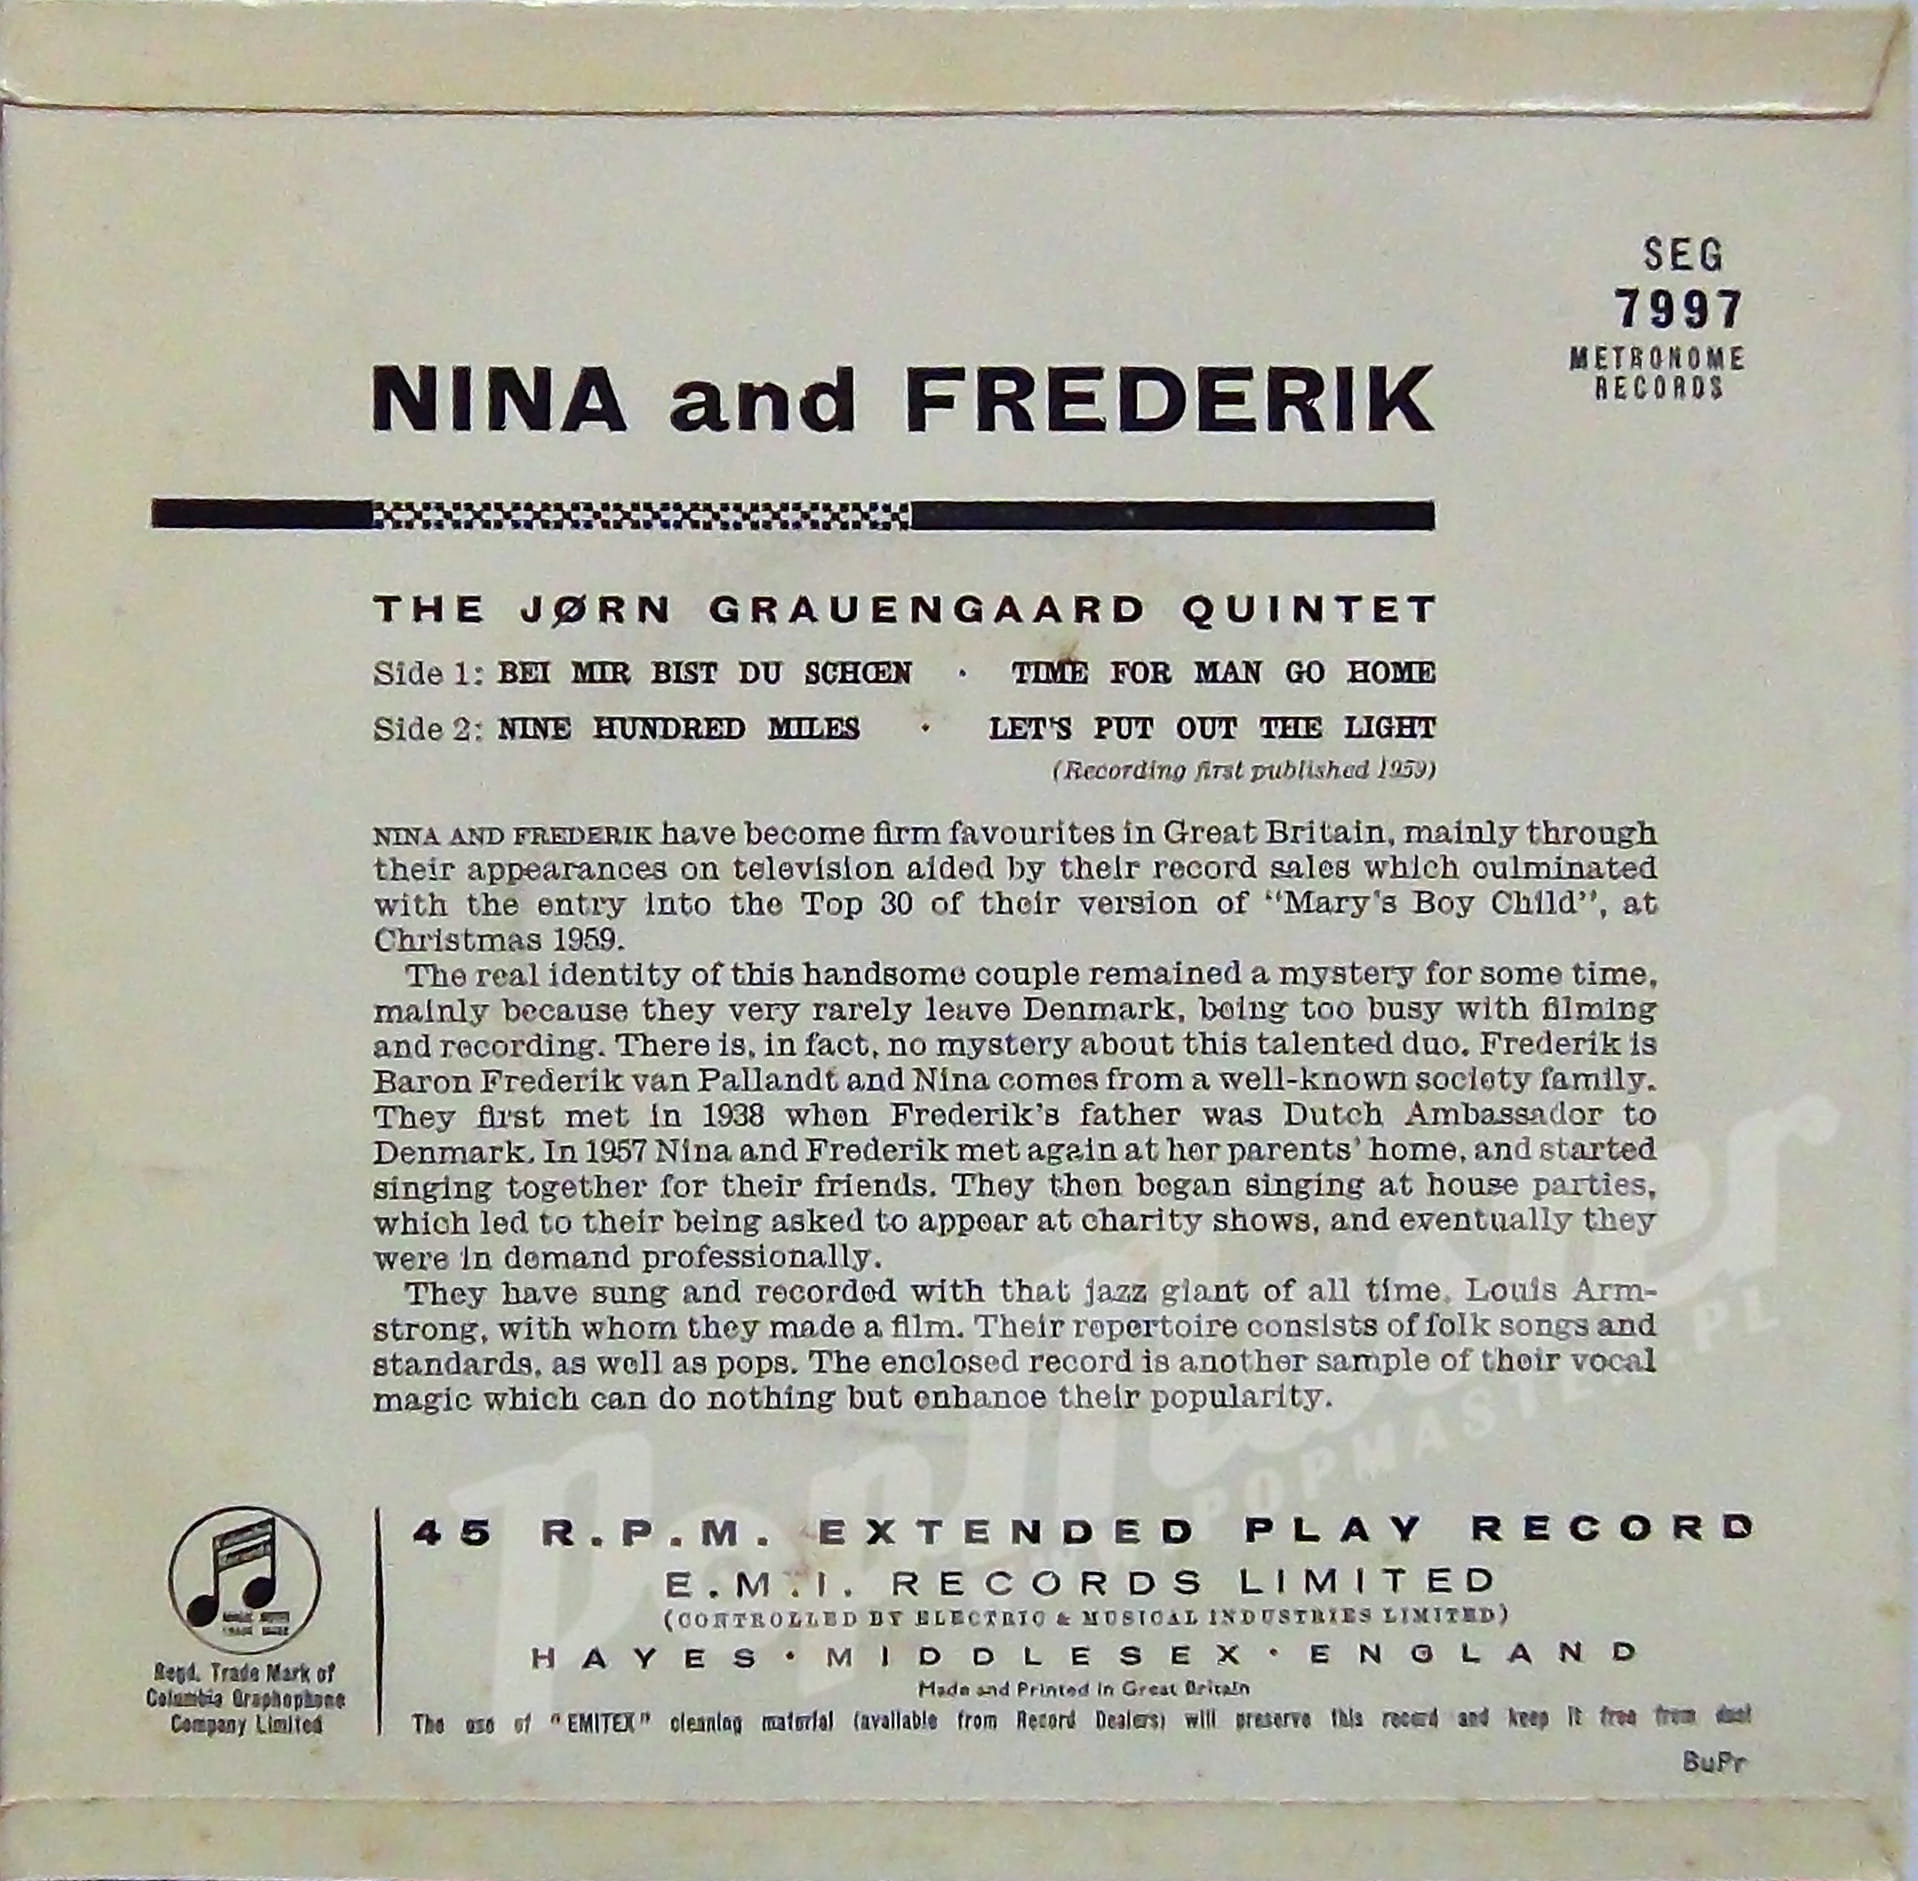 SEG
7997
METRONOME
RECORDS
NINA and FREDERIK
THE JØRN GRAUENGAARD QUINTET
Side 1: BEI MIR BIST DU SCHŒN · TIME FOR MAN GO HOME
Side 2: NINE HUNDRED MILES · LET'S PUT OUT THE LIGHT
(Recording first published 1959)
NINA AND FREDERIK have become firm favourites in Great Britain, mainly through
their appearances on television aided by their record sales which culminated
with the entry into the Top 30 of their version of "Mary's Boy Child", at
Christmas 1959.
The real identity of this handsome couple remained a mystery for some time,
mainly because they very rarely leave Denmark, being too busy with filming
and recording. There is, in fact, no mystery about this talented duo. Frederik is
Baron Frederik van Pallandt and Nina comes from a well-known society family.
They first met in 1938 when Frederik's father was Dutch Ambassador to
Denmark. In 1957 Nina and Frederik met again at her parents' home, and started
singing together for their friends. They then began singing at house parties,
which led to their being asked to appear at charity shows, and eventually they
were in demand professionally.
They have sung and recorded with that jazz giant of all time, Louis Arm-
strong, with whom they made a film. Their repertoire consists of folk songs and
standards, as well as pops. The enclosed record is another sample of their vocal
magic which can do nothing but enhance their popularity.
PopMaster
WWW.POPMASTER.PL
45 R.P.M. EXTENDED PLAY RECORD
E.M.I. RECORDS LIMITED
(CONTROLLED BY ELECTRIC & MUSICAL INDUSTRIES LIMITED)
HAYES · MIDDLESEX · ENGLAND
Made and Printed in Great Britain
The use of "EMITEX" cleaning material (available from Record Dealers) will preserve this record and keep it free from dust
MAGIC NOTES
TRADE MARK
Regd. Trade Mark of
Columbia Graphophone
Company Limited
BuPr